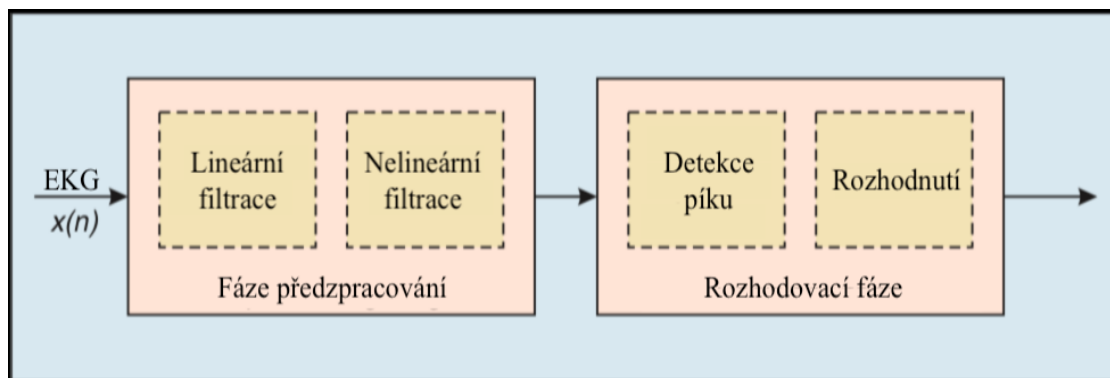 EKG
x(n)
Lineární
filtrace
Nelineární
filtrace
Fáze předzpracování
Detekce
píku
Rozhodnutí
Rozhodovací fáze